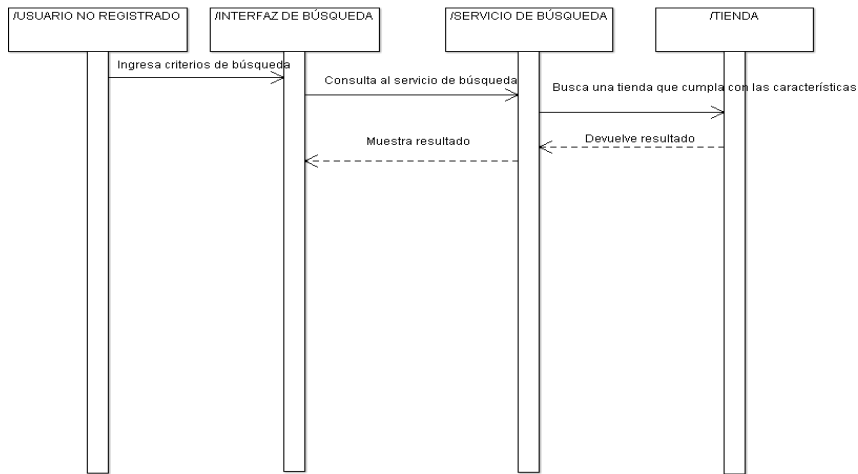 /USUARIO NO REGISTRADO
/INTERFAZ DE BÚSQUEDA
/SERVICIO DE BÚSQUEDA
/TIENDA
Ingresa criterios de búsqueda
Consulta al servicio de búsqueda
Busca una tienda que cumpla con las características
Devuelve resultado
Muestra resultado